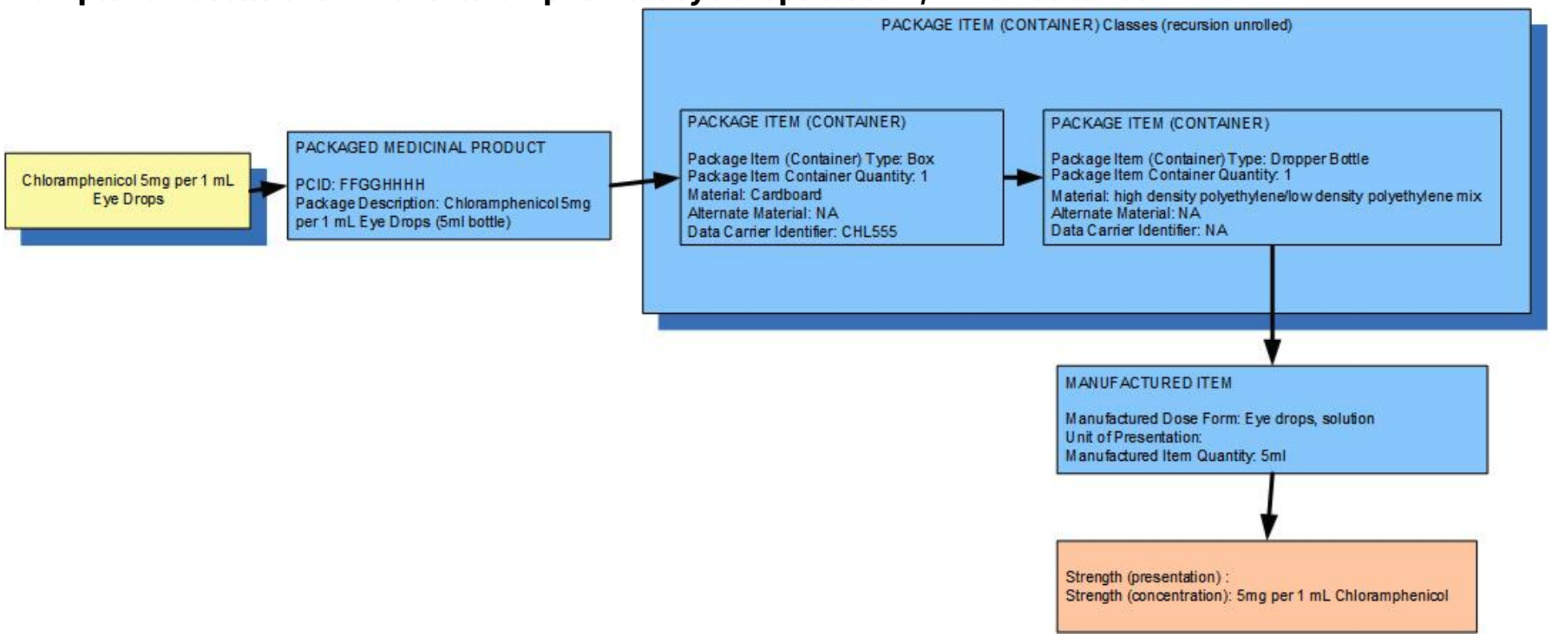 PACKAGE ITEM (CONTAINER) Classes (recursion unrolled)
Chloramphenicol 5mg per 1 mL
Eye Drops
PACKAGED MEDICINAL PRODUCT
PCID: FFGGHHHH
Package Description: Chloramphenicol 5mg
per 1 mL Eye Drops (5ml bottle)
PACKAGE ITEM (CONTAINER)
Package Item (Container) Type: Box
Package Item Container Quantity: 1
Material: Cardboard
Alternate Material: NA
Data Carrier Identifier: CHL555
PACKAGE ITEM (CONTAINER)
Package Item (Container) Type: Dropper Bottle
Package Item Container Quantity: 1
Material: high density polyethylene/low density polyethylene mix
Alternate Material: NA
Data Carrier Identifier: NA
MANUFACTURED ITEM
Manufactured Dose Form: Eye drops, solution
Unit of Presentation:
Manufactured Item Quantity: 5ml
Strength (presentation) :
Strength (concentration): 5mg per 1 mL Chloramphenicol